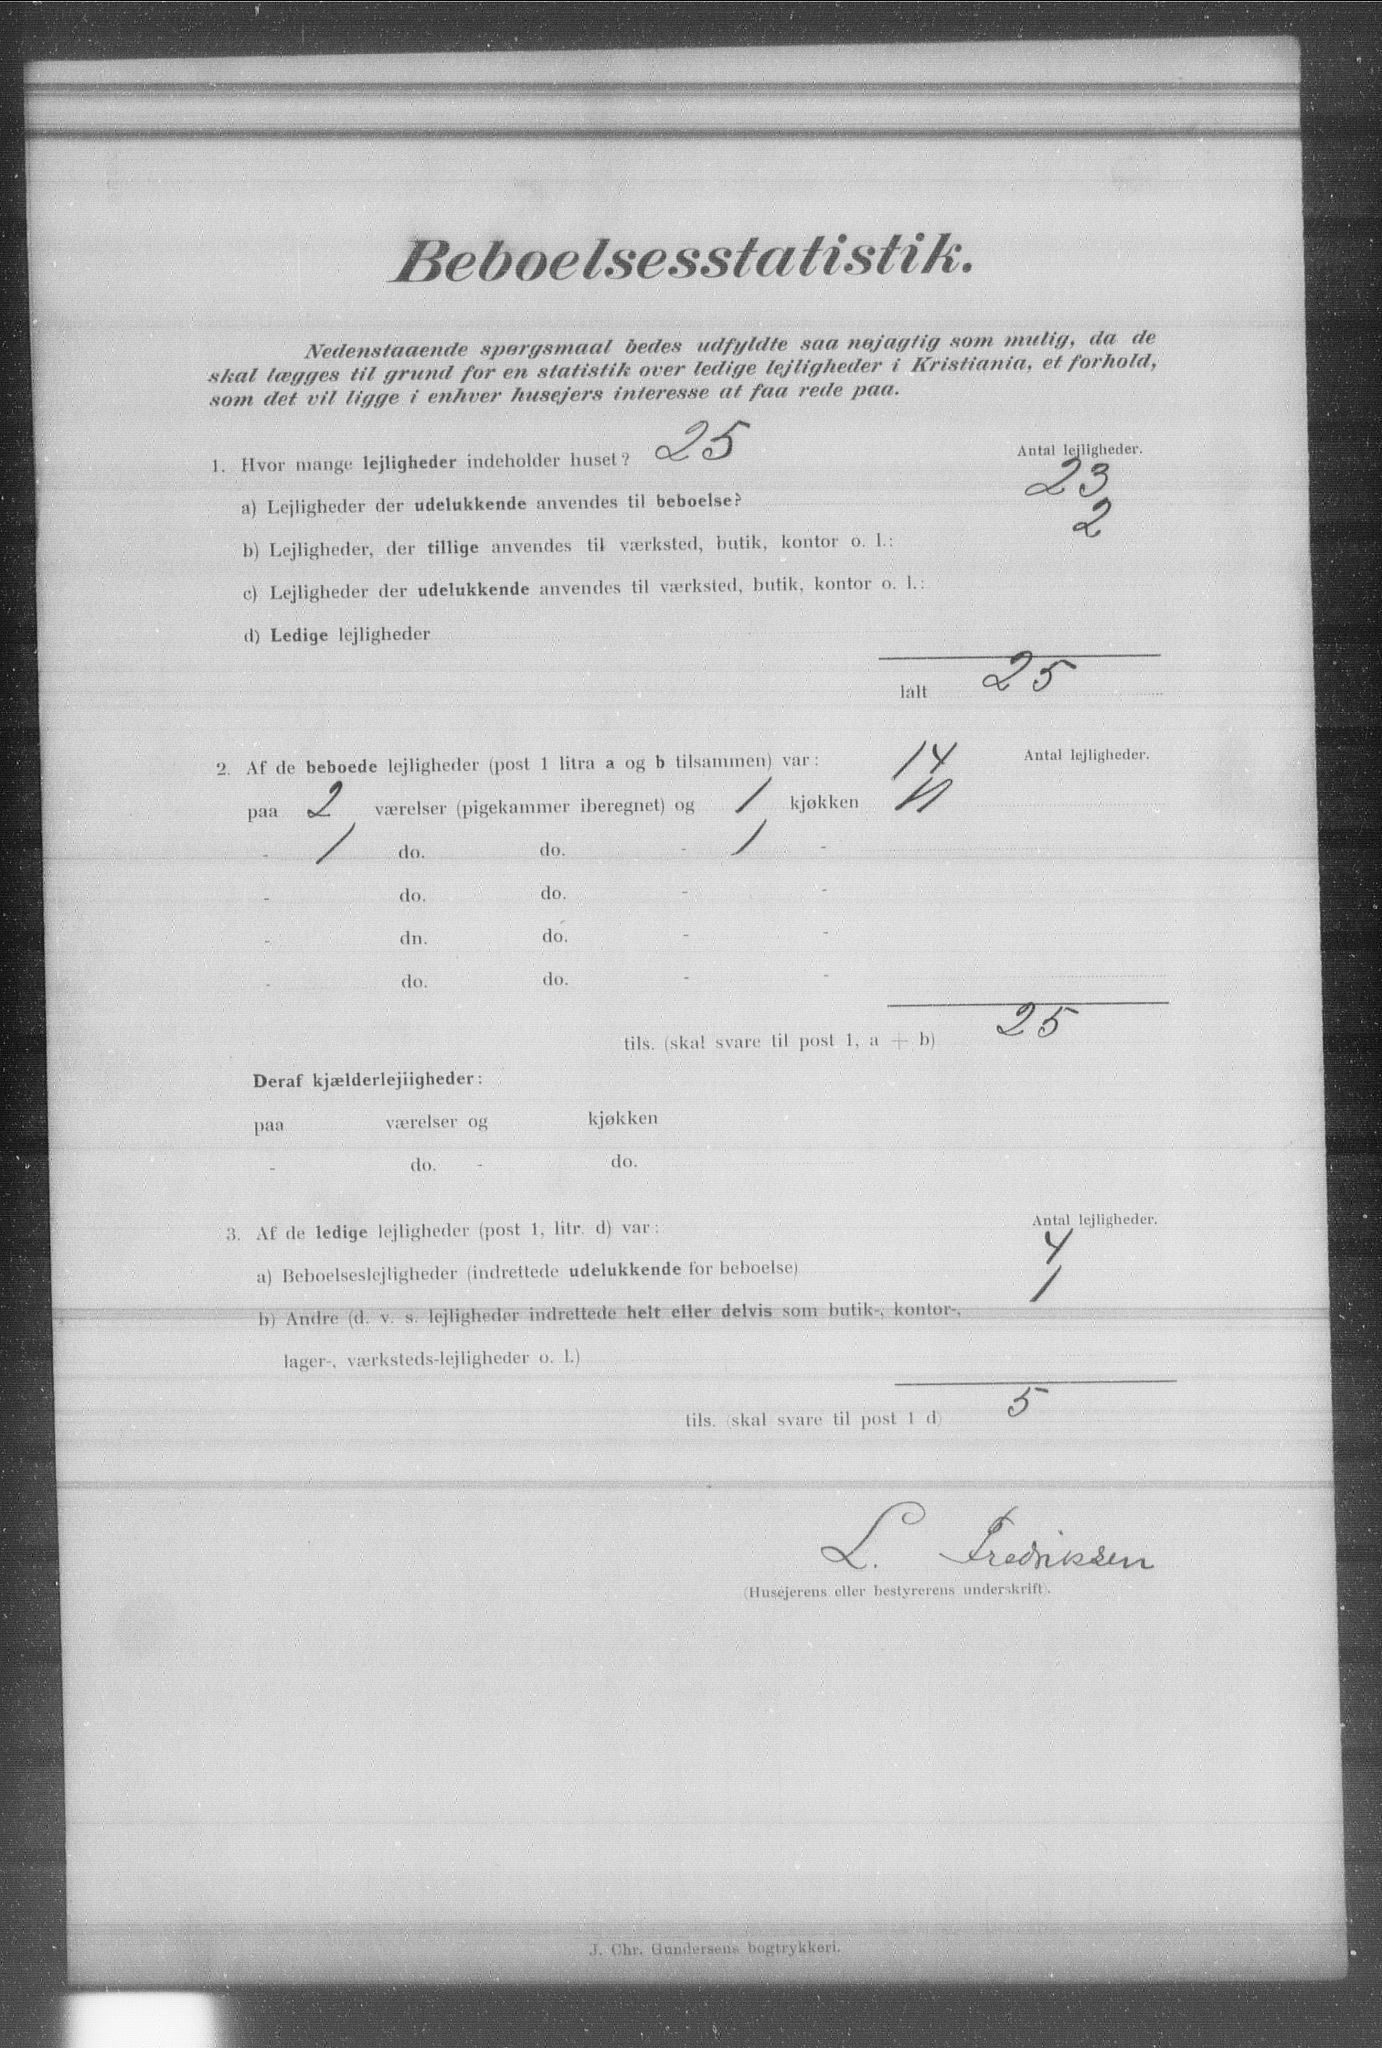 Beboelsesstatistik.
Nedenstaaende spørgsmaal bedes udfyldte saa nøjagtig som mulig, da de
skal lægges til grund for en statistik over ledige lejligheder i Kristiania, et forhold,
som det vil ligge i enhver husejers interesse at faa rede paa.
1. Hvor mange lejligheder indeholder huset? 25
Antal lejligheder.
a) Lejligheder der udelukkende anvendes til beboelse? 23
b) Lejligheder, der tillige anvendes til værksted, butik, kontor o. l.: 2
c) Lejligheder der udelukkende anvendes til værksted, butik, kontor o. l.:
d) Ledige lejligheder
Ialt 25
2. Af de beboede lejligheder (post 1 litra a og b tilsammen) var: Antal lejligheder.
paa 2 værelser (pigekammer iberegnet) og 1 kjøkken 14
- 1 do. do. - 1 - 11
- do. do. - -
- dn. do. - -
- do. do. - -
tils. (skal svare til post 1, a + b) 25
Deraf kjælderlejiigheder:
paa værelser og kjøkken
- do. - do.
3. Af de ledige lejligheder (post 1, litr. d) var: Antal lejligheder.
a) Beboelseslejligheder (indrettede udelukkende for beboelse) 4
b) Andre (d. v. s. lejligheder indrettede helt eller delvis som butik-, kontor-, 1
lager-, værksteds-lejligheder o. l.)
tils. (skal svare til post 1 d) 5
L. Fredriksen
(Husejerens eller bestyrerens underskrift).
J. Chr. Gundersens bogtrykkeri.